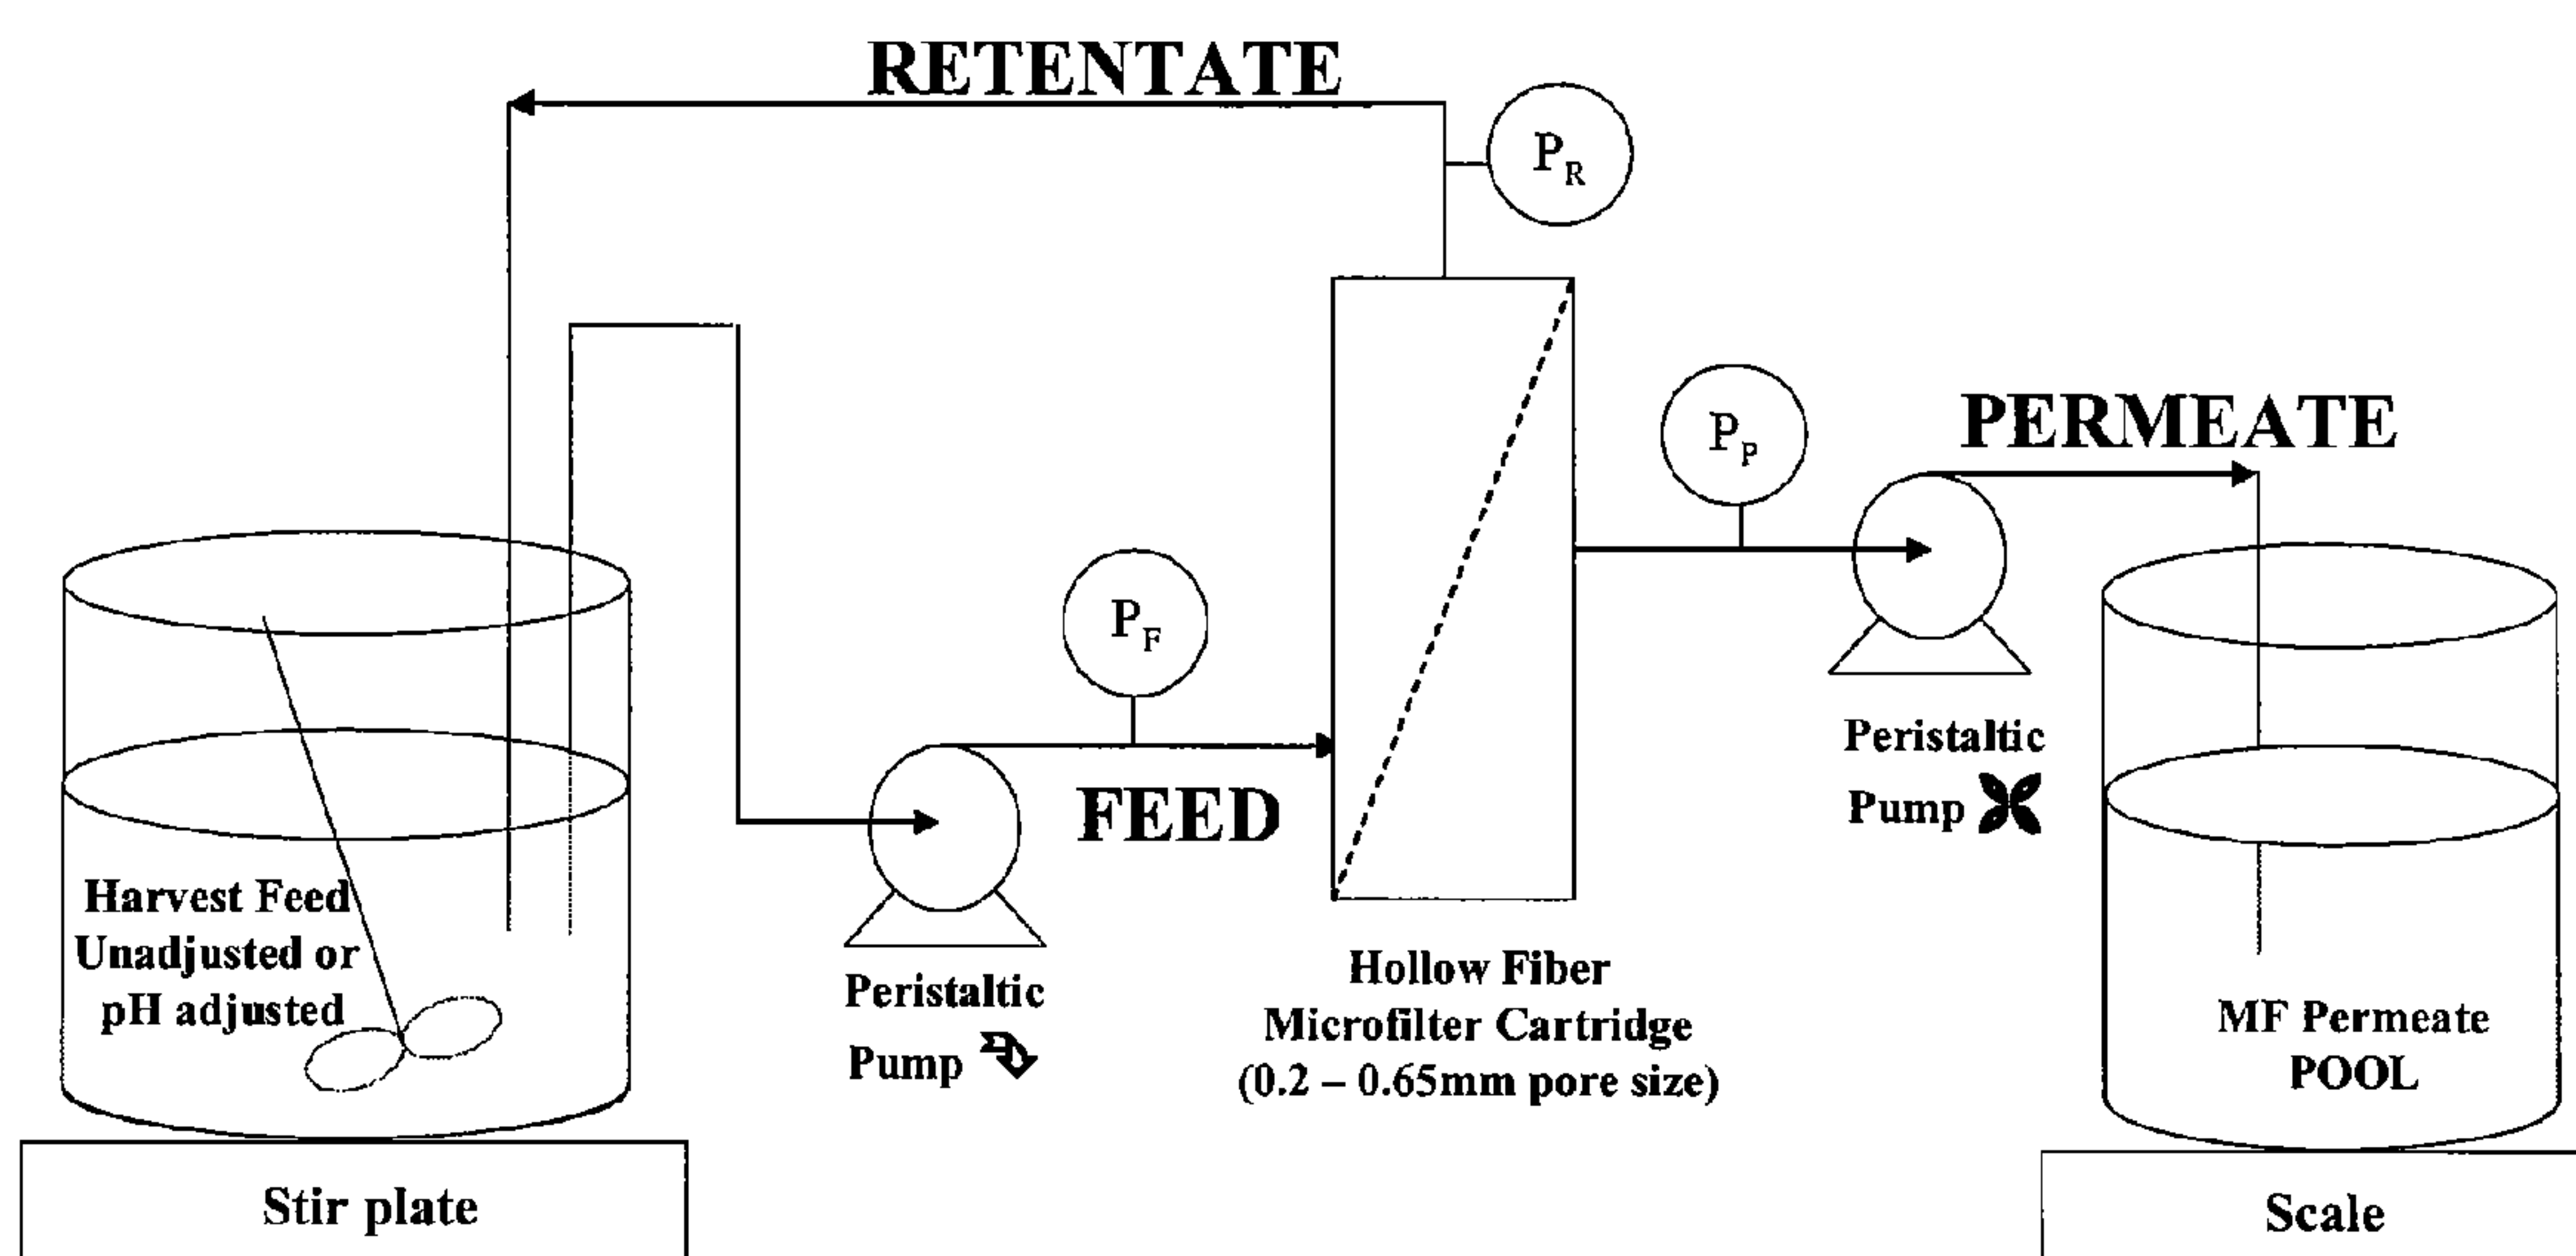 RETENTATE
P_R
PERMEATE
P_P
P_F
FEED
Peristaltic
Pump
Harvest Feed
Unadjusted or
pH adjusted
Peristaltic
Pump
Hollow Fiber
Microfilter Cartridge
(0.2 – 0.65mm pore size)
MF Permeate
POOL
Stir plate
Scale